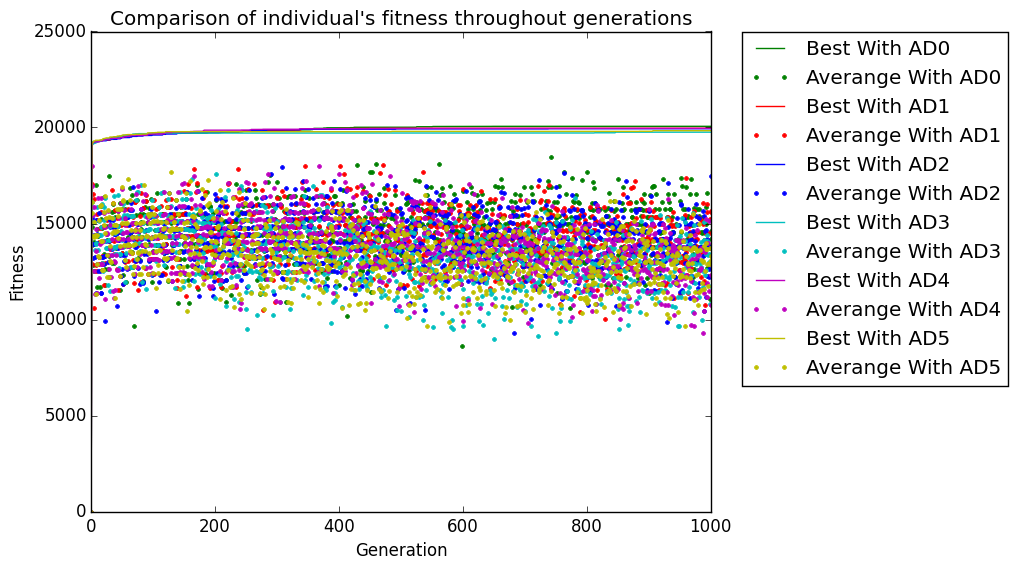 Comparison of individual's fitness throughout generations
25000
20000
15000
10000
5000
0
Fitness
0 200 400 600 800 1000
Generation
Best With AD0
Averange With AD0
Best With AD1
Averange With AD1
Best With AD2
Averange With AD2
Best With AD3
Averange With AD3
Best With AD4
Averange With AD4
Best With AD5
Averange With AD5